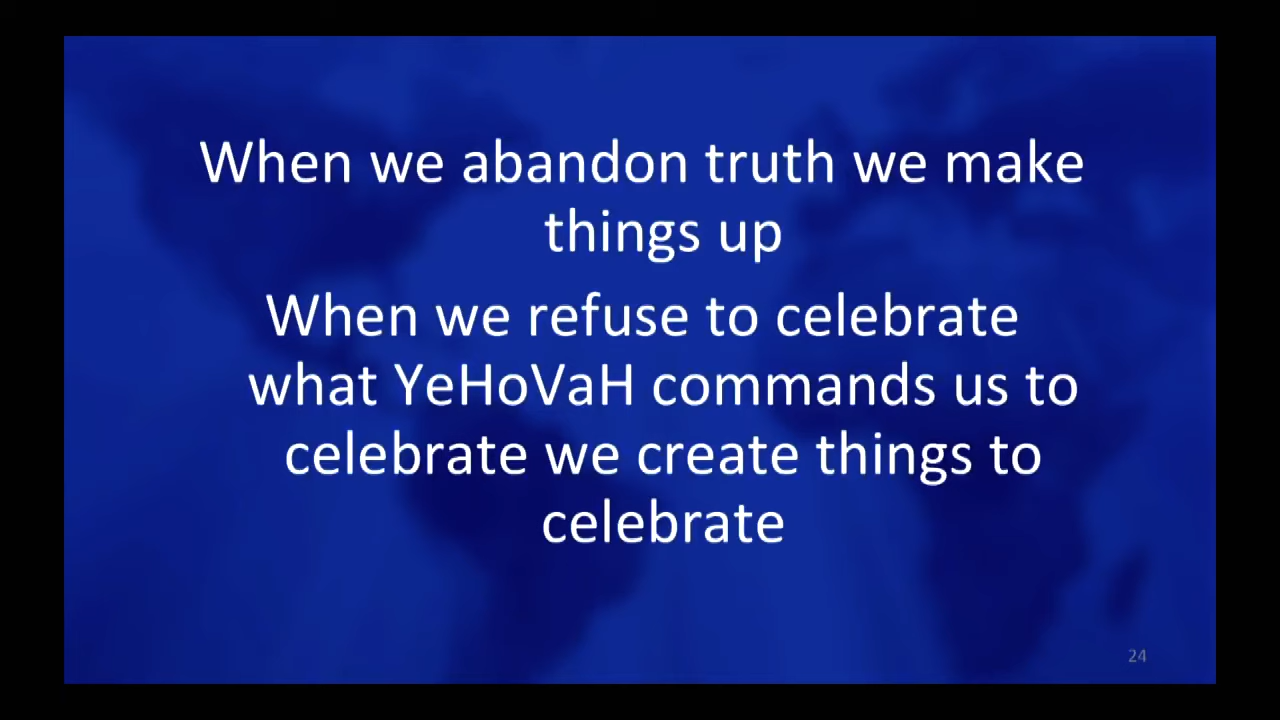 When we abandon truth we make
things up
When we refuse to celebrate
what YeHoVaH commands us to
celebrate we create things to
celebrate
24